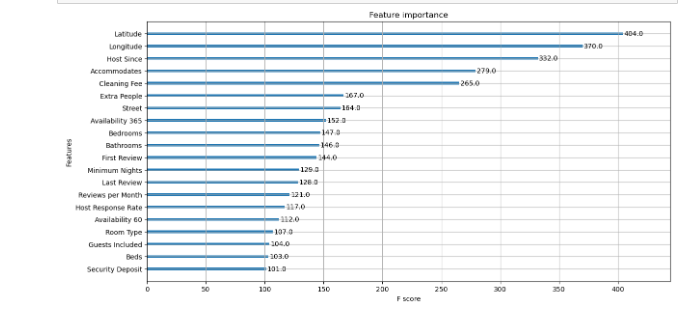 Feature importance
Latitude 404.0
Longitude 370.0
Host Since 332.0
Accommodates 279.0
Cleaning Fee 265.0
Extra People 167.0
Street 164.0
Availability 365 152.0
Bedrooms 147.0
Bathrooms 146.0
First Review 144.0
Minimum Nights 129.0
Last Review 128.0
Reviews per Month 121.0
Host Response Rate 117.0
Availability 60 112.0
Room Type 107.0
Guests Included 104.0
Beds 103.0
Security Deposit 101.0
Features
0 50 100 150 200 250 300 350 400
F score